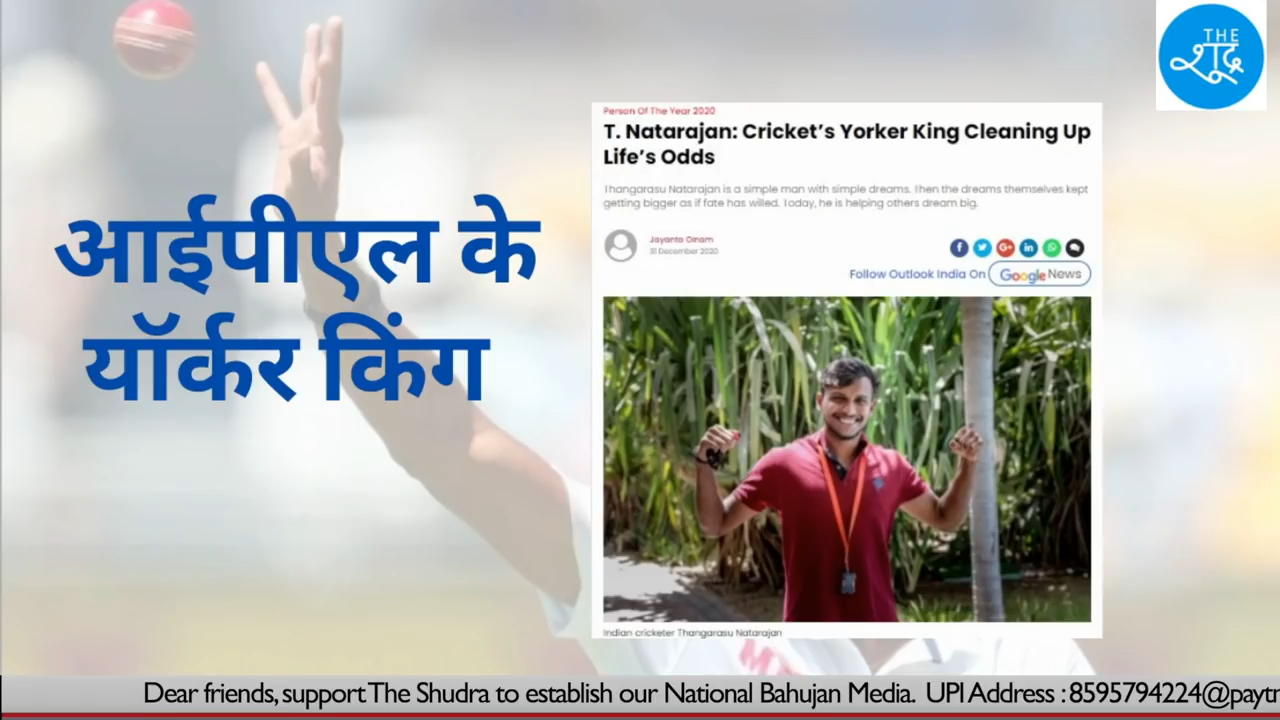 THE
शूद्र
आईपीएल के
यॉर्कर किंग
Person Of The Year 2020
T. Natarajan: Cricket's Yorker King Cleaning Up
Life's Odds
Thangarasu Natarajan is a simple man with simple dreams. Then the dreams themselves kept
getting bigger as if fate has willed. Today, he is helping others dream big.
Jayanta Oinam
31 December 2020
Follow Outlook India On Google News
Indian cricketer Thangarasu Natarajan
Dear friends, support The Shudra to establish our National Bahujan Media. UPI Address : 8595794224@paytm